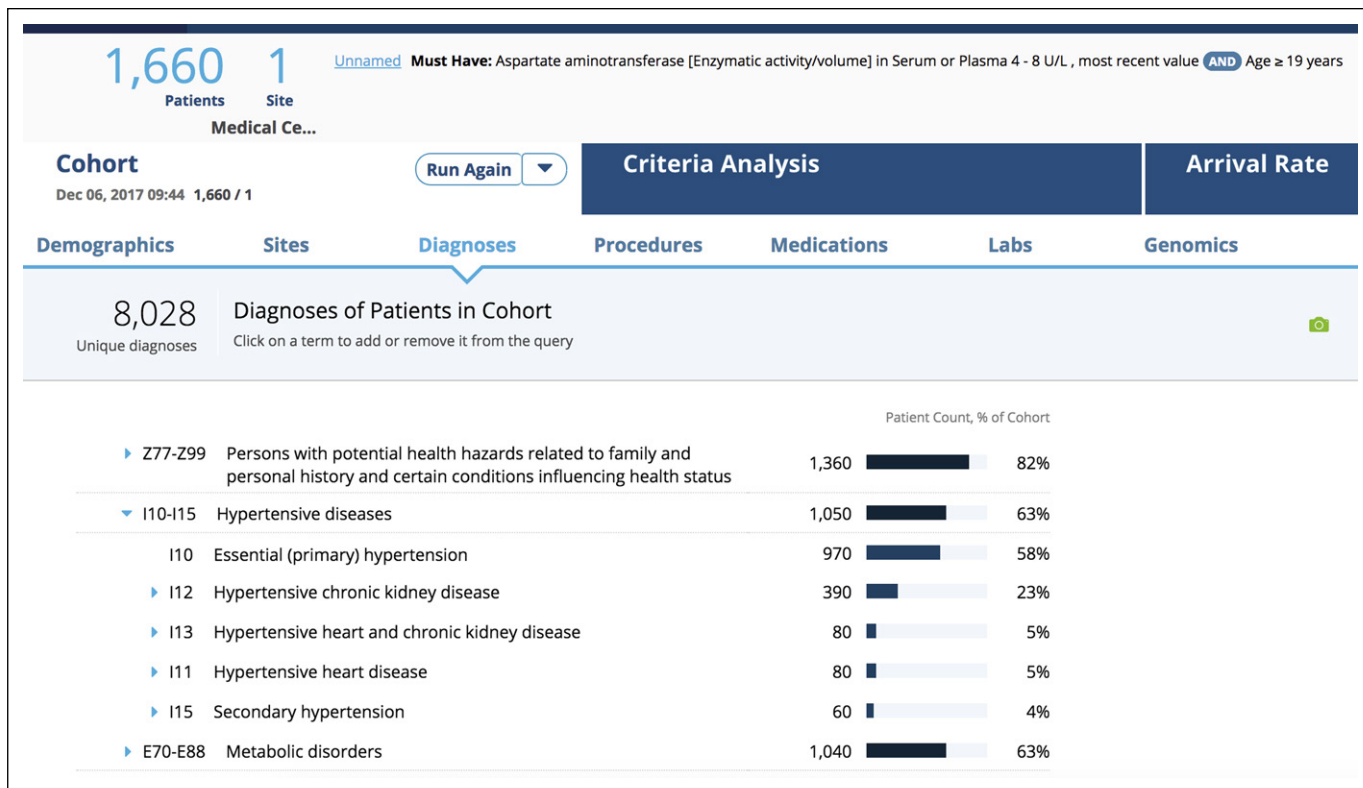 1,660 1 Unnamed Must Have: Aspartate aminotransferase [Enzymatic activity/volume] in Serum or Plasma 4 - 8 U/L , most recent value AND Age ≥ 19 years
Patients Site
Medical Ce...
Cohort Run Again Criteria Analysis Arrival Rate
Dec 06, 2017 09:44 1,660 / 1
Demographics Sites Diagnoses Procedures Medications Labs Genomics
8,028 Diagnoses of Patients in Cohort
Unique diagnoses Click on a term to add or remove it from the query
Patient Count, % of Cohort
Z77-Z99 Persons with potential health hazards related to family and
personal history and certain conditions influencing health status 1,360 82%
I10-I15 Hypertensive diseases 1,050 63%
I10 Essential (primary) hypertension 970 58%
I12 Hypertensive chronic kidney disease 390 23%
I13 Hypertensive heart and chronic kidney disease 80 5%
I11 Hypertensive heart disease 80 5%
I15 Secondary hypertension 60 4%
E70-E88 Metabolic disorders 1,040 63%